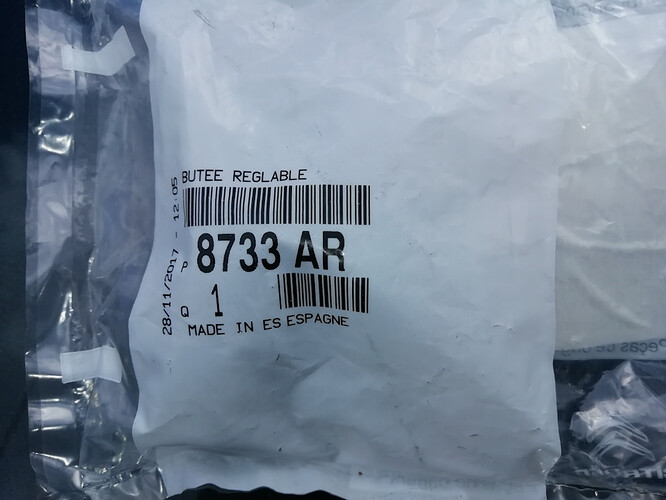 BUTEE REGLABLE
P 8733 AR
Q 1
MADE IN ES ESPAGNE
28/11/2017 - 12:05